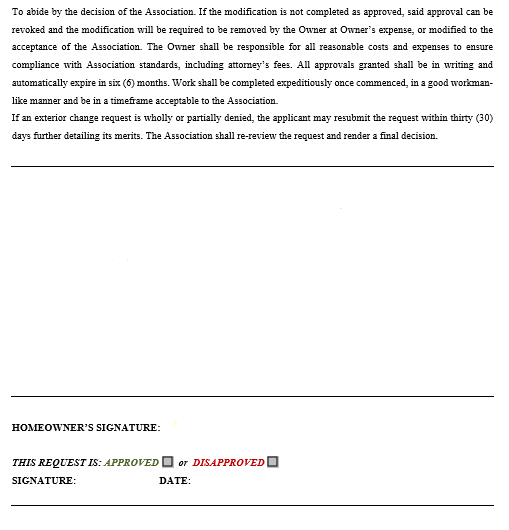 To abide by the decision of the Association. If the modification is not completed as approved, said approval can be
revoked and the modification will be required to be removed by the Owner at Owner's expense, or modified to the
acceptance of the Association. The Owner shall be responsible for all reasonable costs and expenses to ensure
compliance with Association standards, including attorney's fees. All approvals granted shall be in writing and
automatically expire in six (6) months. Work shall be completed expeditiously once commenced, in a good workman-
like manner and be in a timeframe acceptable to the Association.
If an exterior change request is wholly or partially denied, the applicant may resubmit the request within thirty (30)
days further detailing its merits. The Association shall re-review the request and render a final decision.
HOMEOWNER'S SIGNATURE:
THIS REQUEST IS: APPROVED or DISAPPROVED
SIGNATURE: DATE: